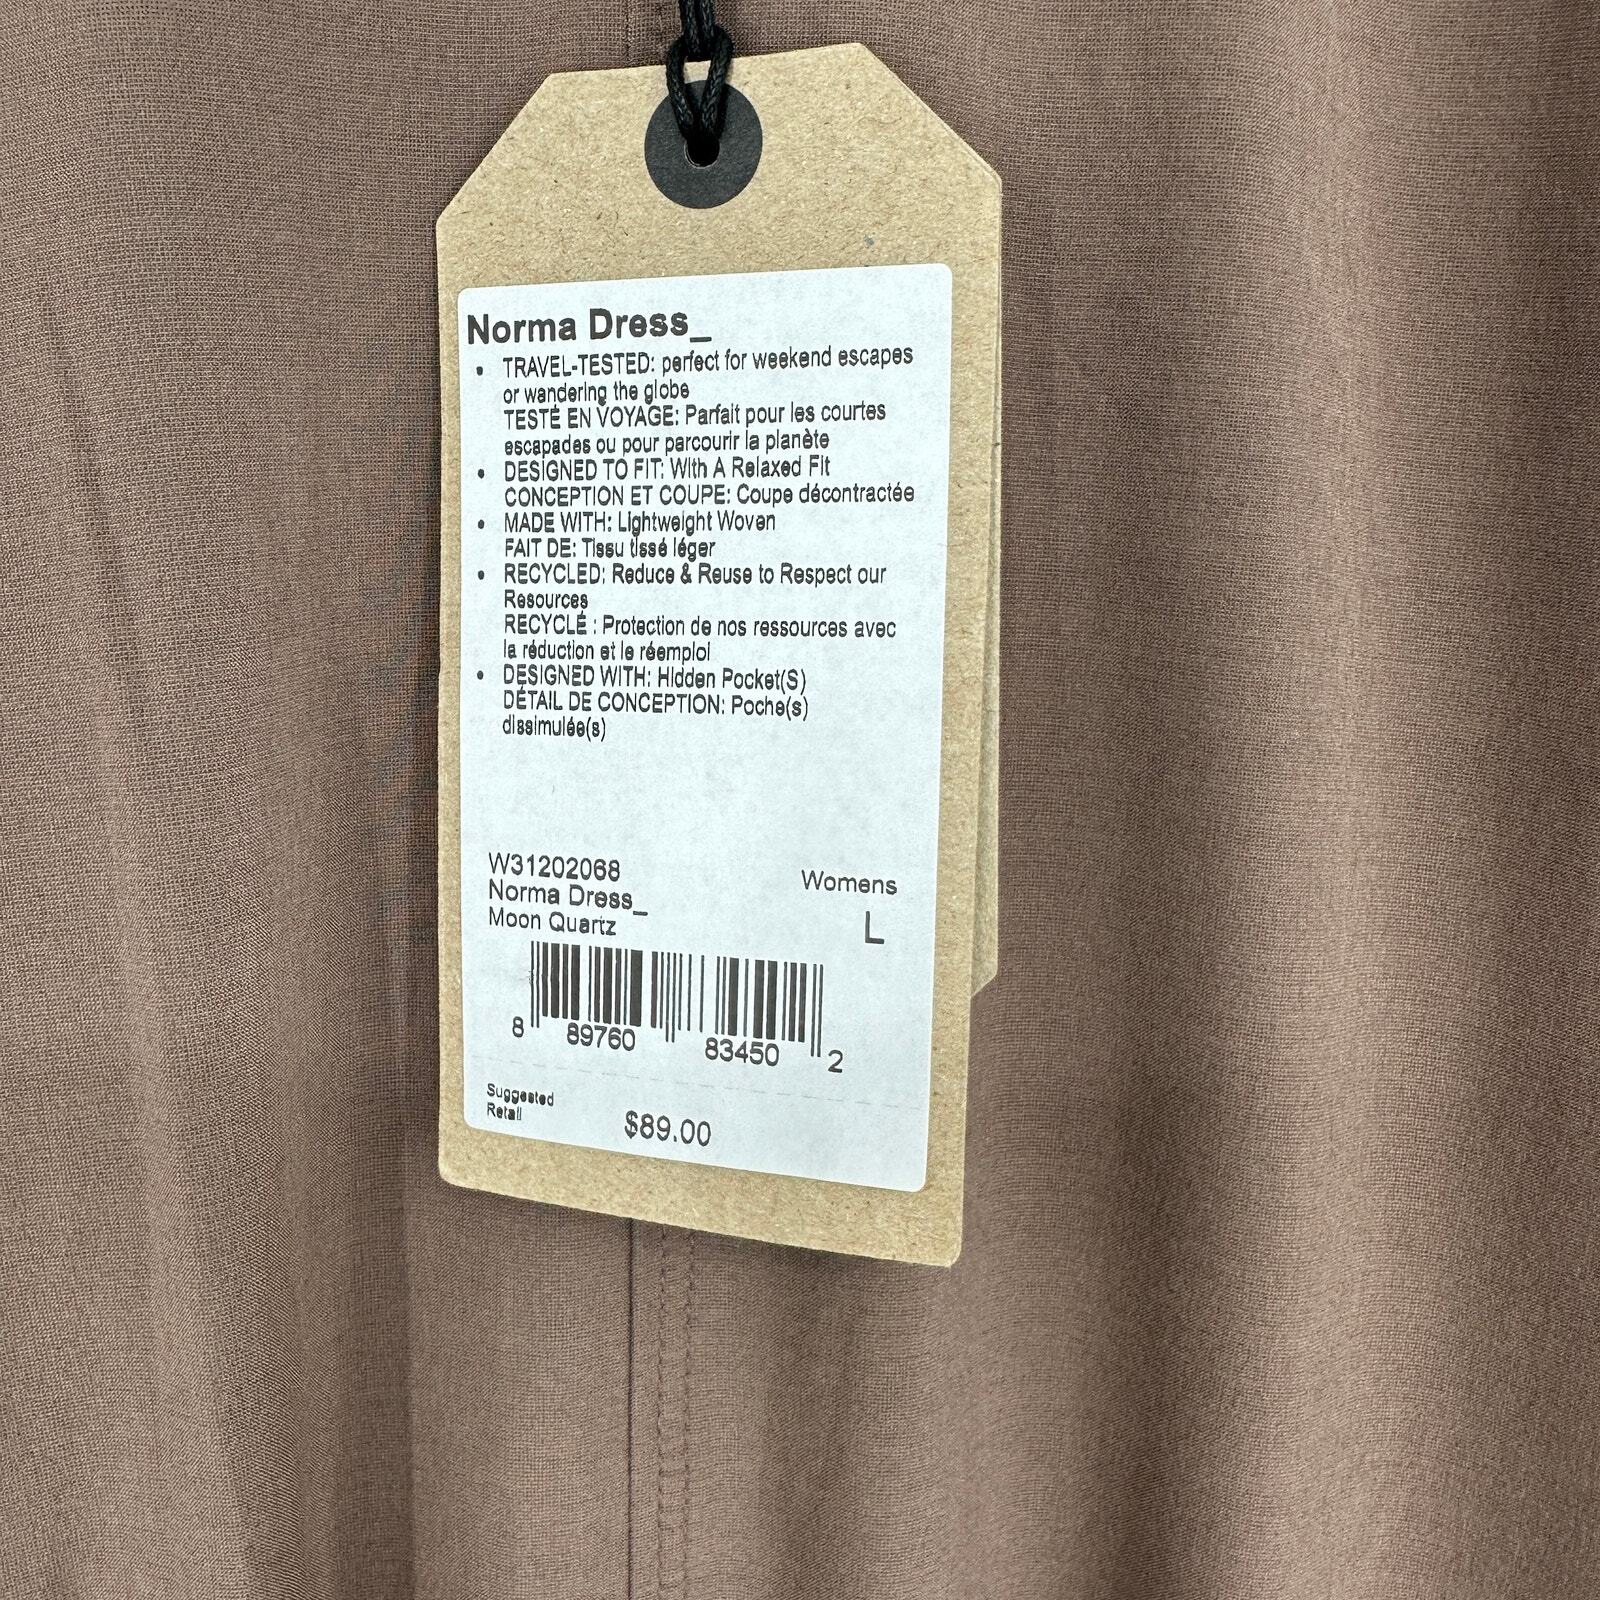 Norma Dress_
• TRAVEL-TESTED: perfect for weekend escapes
or wandering the globe
TESTÉ EN VOYAGE: Parfait pour les courtes
escapades ou pour parcourir la planète
• DESIGNED TO FIT: With A Relaxed Fit
CONCEPTION ET COUPE: Coupe décontractée
• MADE WITH: Lightweight Woven
FAIT DE: Tissu tissé léger
• RECYCLED: Reduce & Reuse to Respect our
Resources
RECYCLÉ : Protection de nos ressources avec
la réduction et le réemploi
• DESIGNED WITH: Hidden Pocket(S)
DÉTAIL DE CONCEPTION: Poche(s)
dissimulée(s)
W31202068
Norma Dress_
Moon Quartz
Womens
L
8 89760 83450 2
Suggested
Retail
$89.00